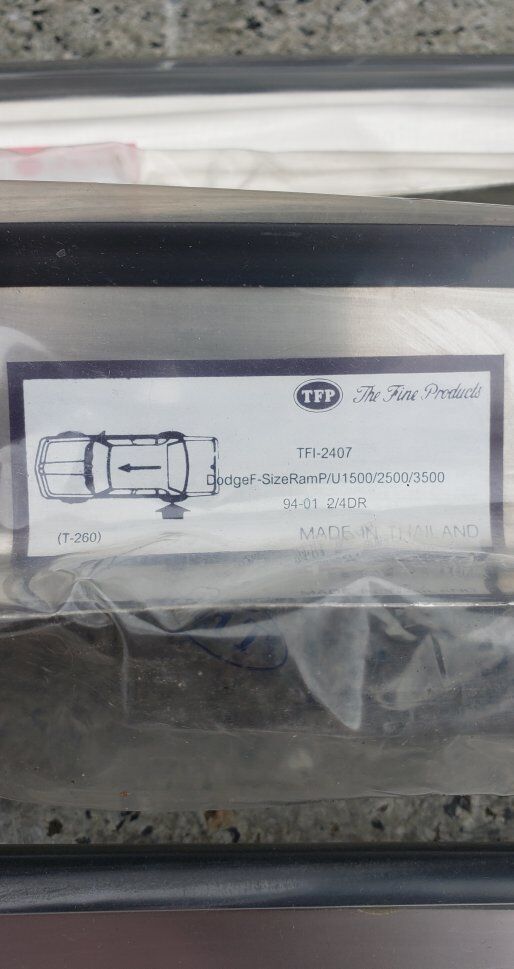 TFP The Fine Products
TFI-2407
DodgeF-SizeRamP/U1500/2500/3500
94-01 2/4DR
(T-260)
MADE IN THAILAND